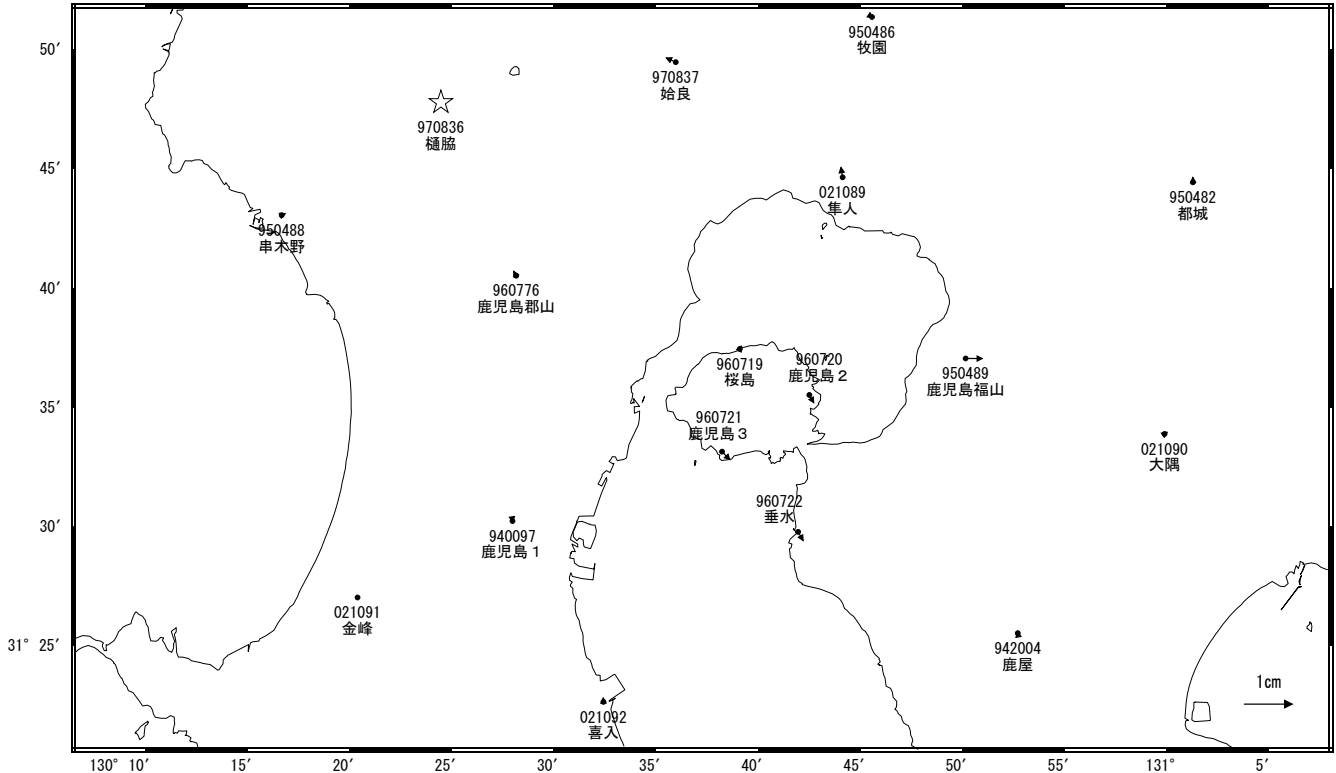 50′
950486
牧園
970837
姶良
970836
樋脇
45′
021089
隼人
950482
都城
950488
串木野
40′
960776
鹿児島郡山
960719
桜島
960720
鹿児島２
950489
鹿児島福山
35′
960721
鹿児島３
021090
大隅
960722
垂水
30′
940097
鹿児島１
021091
金峰
31° 25′
942004
鹿屋
1cm
021092
喜入
130° 10′ 15′ 20′ 25′ 30′ 35′ 40′ 45′ 50′ 55′ 131° 5′